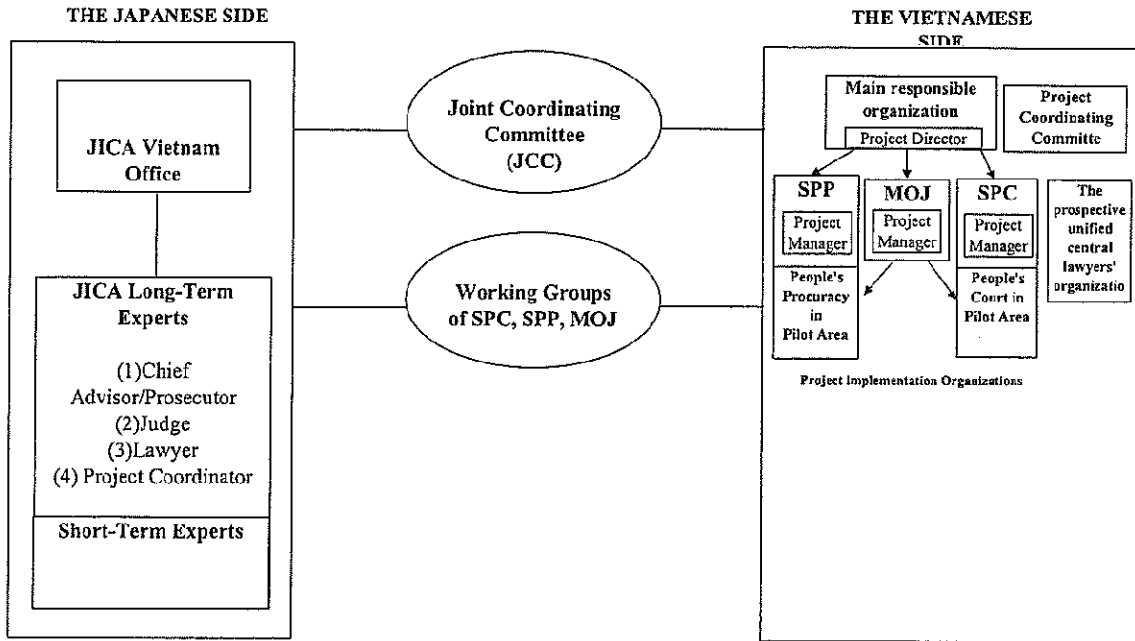 THE JAPANESE SIDE
JICA Vietnam
Office
JICA Long-Term
Experts
(1)Chief
Advisor/Prosecutor
(2)Judge
(3)Lawyer
(4) Project Coordinator
Short-Term Experts
Joint Coordinating
Committee
(JCC)
Working Groups
of SPC, SPP, MOJ
THE VIETNAMESE
SIDE
Main responsible
organization
Project Director
Project
Coordinating
Committe
SPP
Project
Manager
People's
Procuracy
in
Pilot Area
MOJ
Project
Manager
SPC
Project
Manager
People's
Court in
Pilot Area
The
prospective
unified
central
lawyers'
organizatio
Project Implementation Organizations